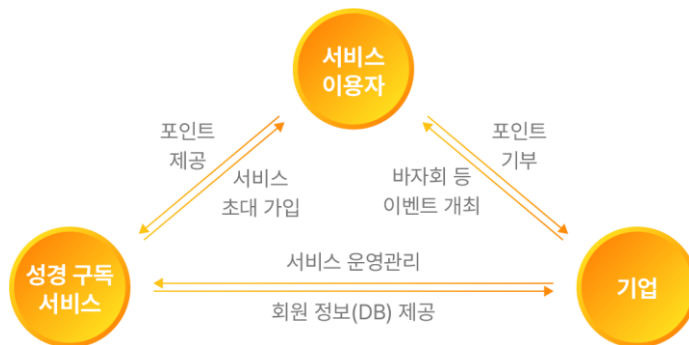 서비스
이용자
포인트
제공
서비스
초대 가입
포인트
기부
바자회 등
이벤트 개최
성경 구독
서비스
서비스 운영관리
회원 정보(DB) 제공
기업